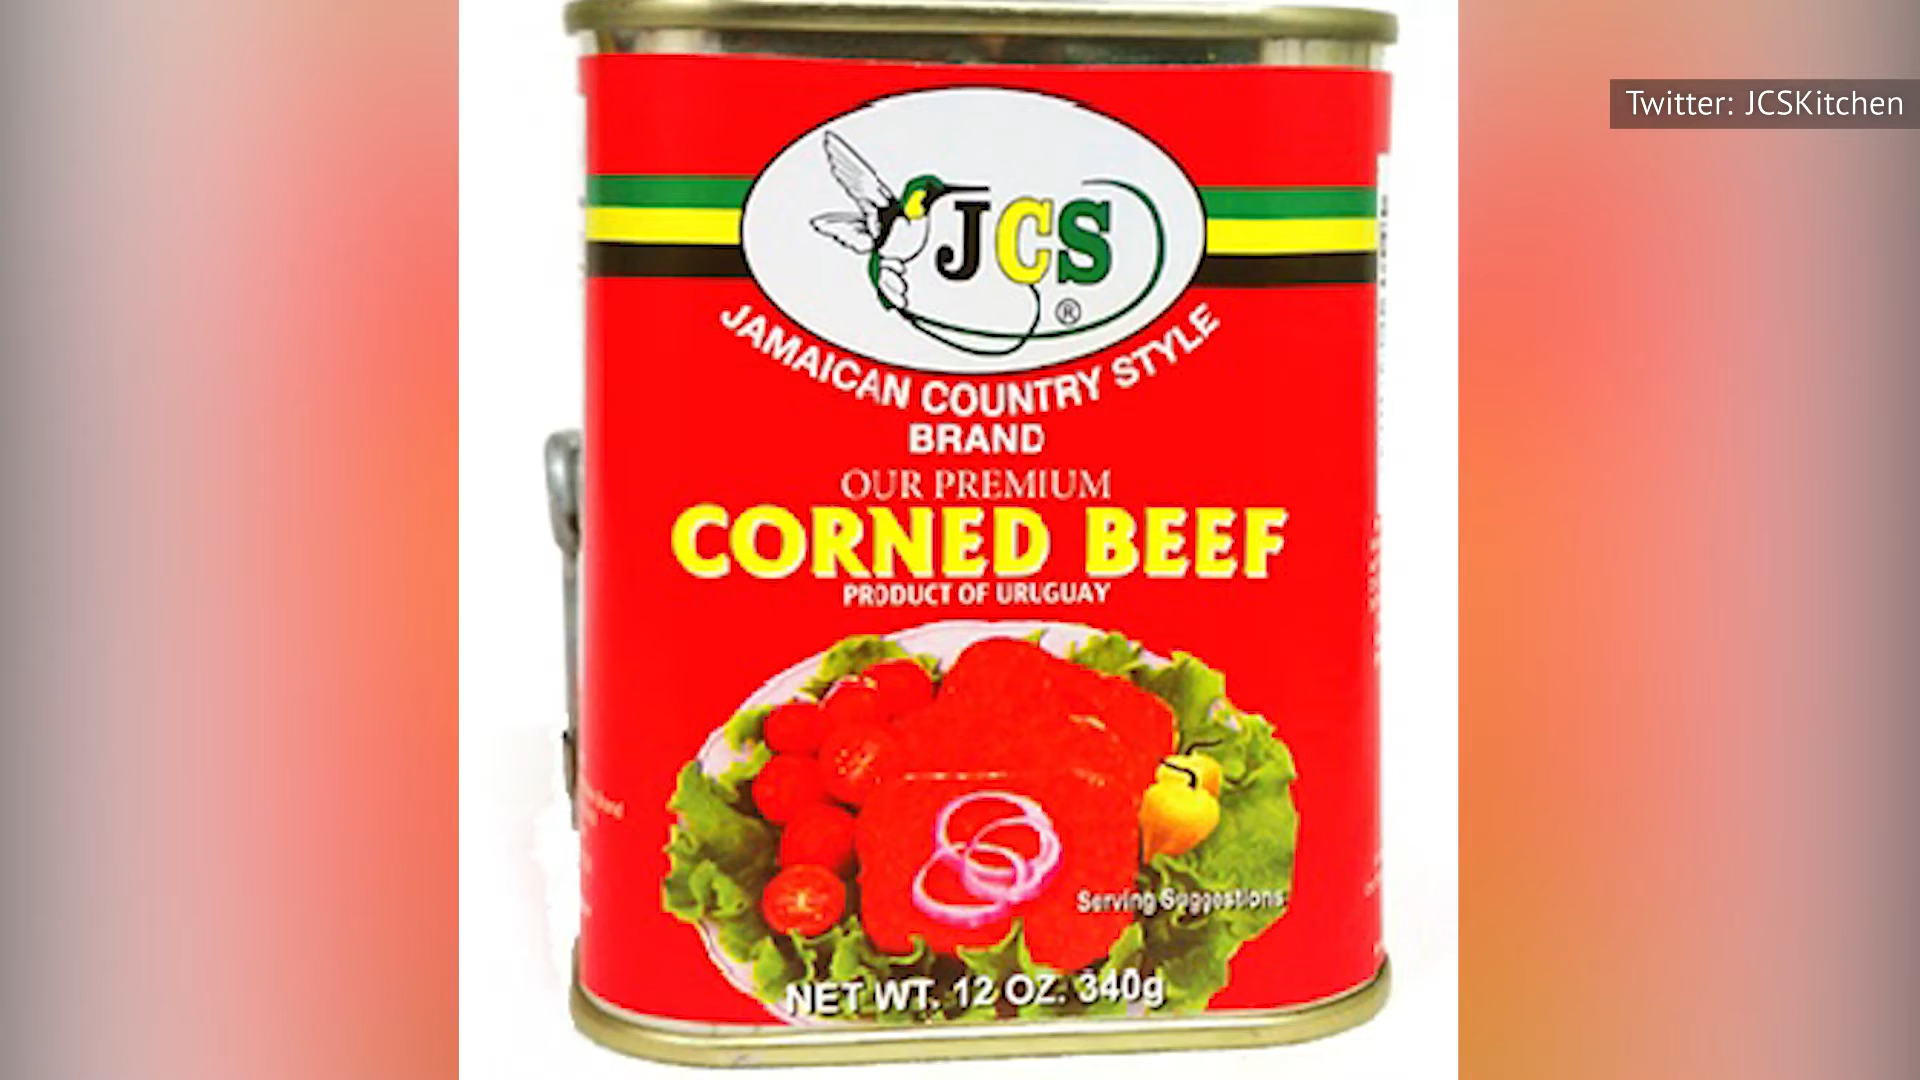 Twitter: JCSKitchen
JCS
®
JAMAICAN COUNTRY STYLE
BRAND
OUR PREMIUM
CORNED BEEF
PRODUCT OF URUGUAY
Serving Suggestions
NET WT. 12 OZ. 340g